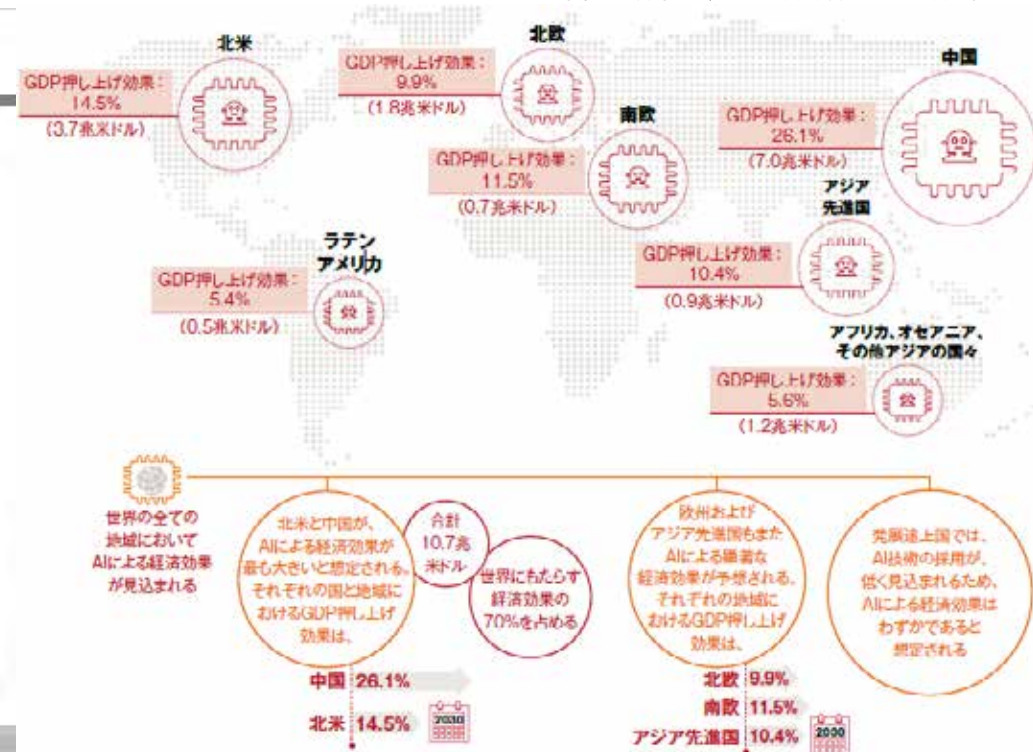 北米
GDP押し上げ効果：
14.5%
(3.7兆米ドル)
北欧
GDP押し上げ効果：
9.9%
(1.8兆米ドル)
南欧
GDP押し上げ効果：
11.5%
(0.7兆米ドル)
中国
GDP押し上げ効果：
26.1%
(7.0兆米ドル)
アジア
先進国
GDP押し上げ効果：
10.4%
(0.9兆米ドル)
ラテン
アメリカ
GDP押し上げ効果：
5.4%
(0.5兆米ドル)
アフリカ、オセアニア、
その他アジアの国々
GDP押し上げ効果：
5.6%
(1.2兆米ドル)
世界の全ての
地域において
AIによる経済効果
が見込まれる
北米と中国が、
AIによる経済効果が
最も大きいと想定される。
それぞれの国と地域に
おけるGDP押し上げ
効果は、
合計
10.7兆
米ドル
世界にもたらす
経済効果の
70%を占める
中国 26.1%
北米 14.5%
2030
欧州および
アジア先進国もまた
AIによる顕著な
経済効果が予想される。
それぞれの地域に
おけるGDP押し上げ
効果は、
北欧 9.9%
南欧 11.5%
アジア先進国 10.4%
2030
発展途上国では、
AI技術の採用が、
低く見込まれるため、
AIによる経済効果は
わずかであると
想定される